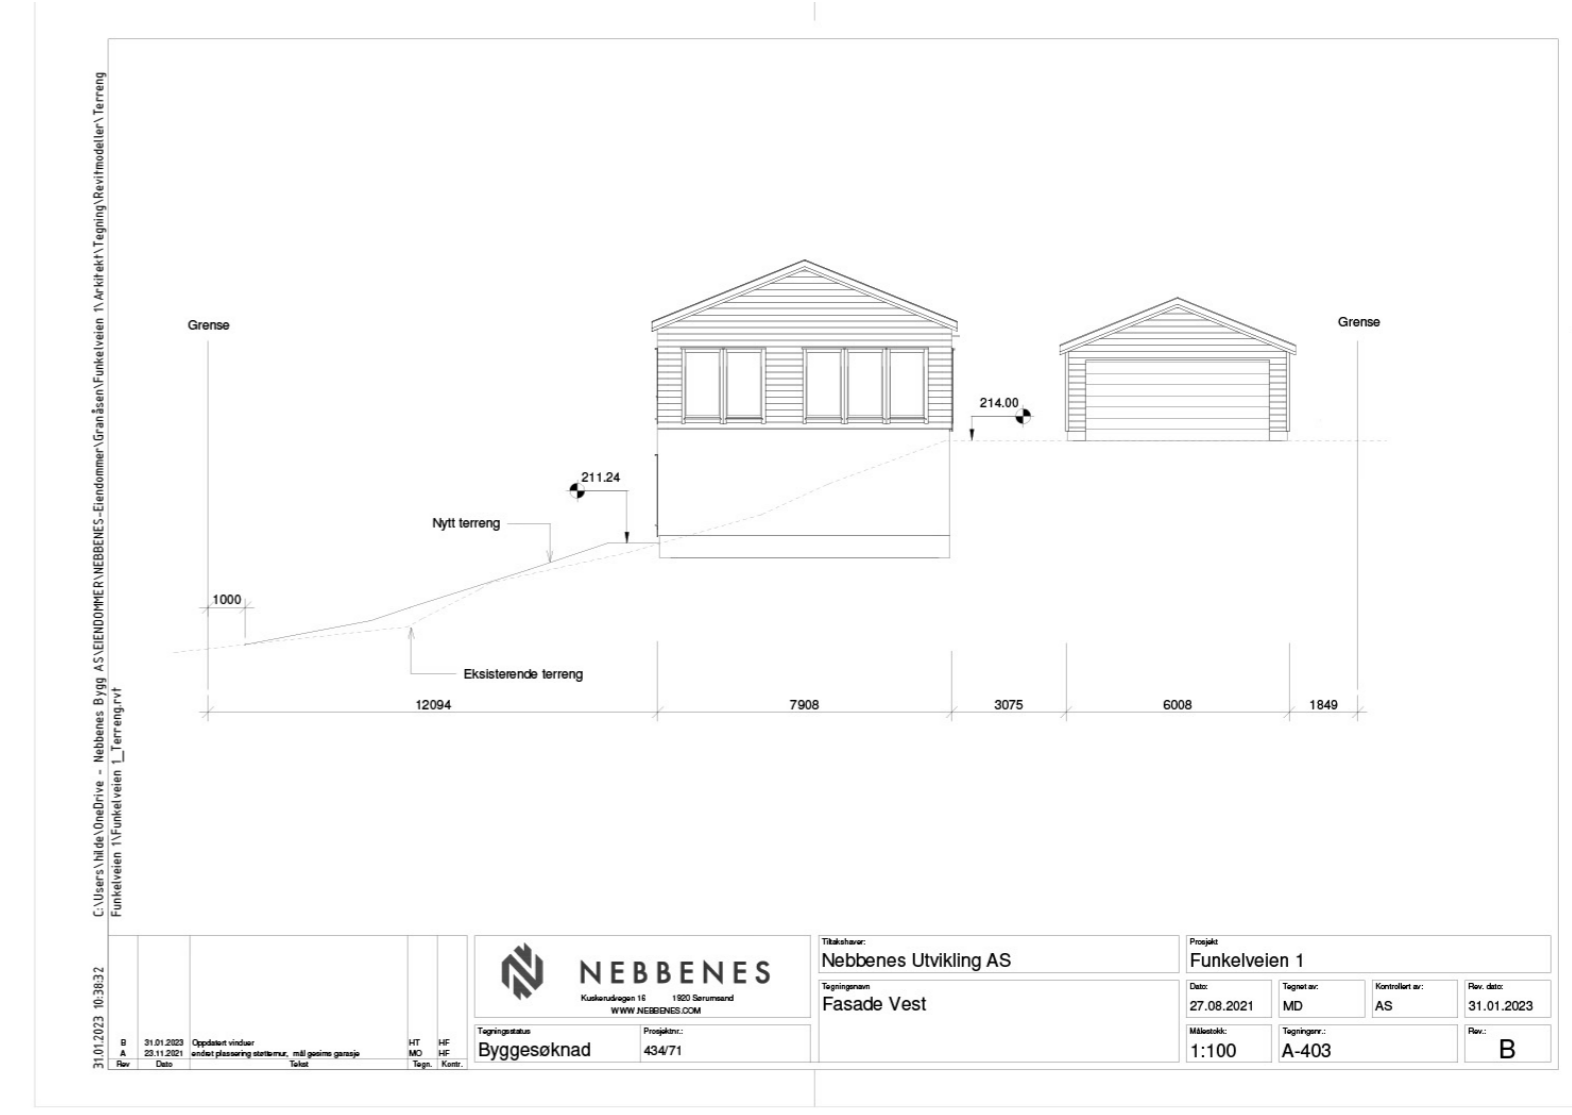 C:\Users\hilde\OneDrive - Nebbenes Bygg AS\EIENDOMMER\NEBBENES-Eiendommer\Granåsen\Funkelveien 1\Arkitekt\Tegning\Revitmodeller\Terreng
Funkelveien 1\Funkelveien 1_Terreng.rvt
31.01.2023 10:38:32
Grense
Grense
214.00
211.24
Nytt terreng
1000
Eksisterende terreng
12094
7908
3075
6008
1849
B 31.01.2023 Oppdatert vinduer HT HF
A 23.11.2021 endret plassering støttemur, mål gesims garasje MO HF
Rev Dato Tekst Tegn. Kontr.
NEBBENES
Kuskerudvegen 16 1920 Sørumsand
WWW.NEBBENES.COM
Tegningsstatus
Byggesøknad
Prosjektnr.:
434/71
Tiltakshaver:
Nebbenes Utvikling AS
Tegningsnavn
Fasade Vest
Prosjekt
Funkelveien 1
Dato:
27.08.2021
Tegnet av:
MD
Kontrollert av:
AS
Rev. dato:
31.01.2023
Målestokk:
1:100
Tegningsnr.:
A-403
Rev.:
B